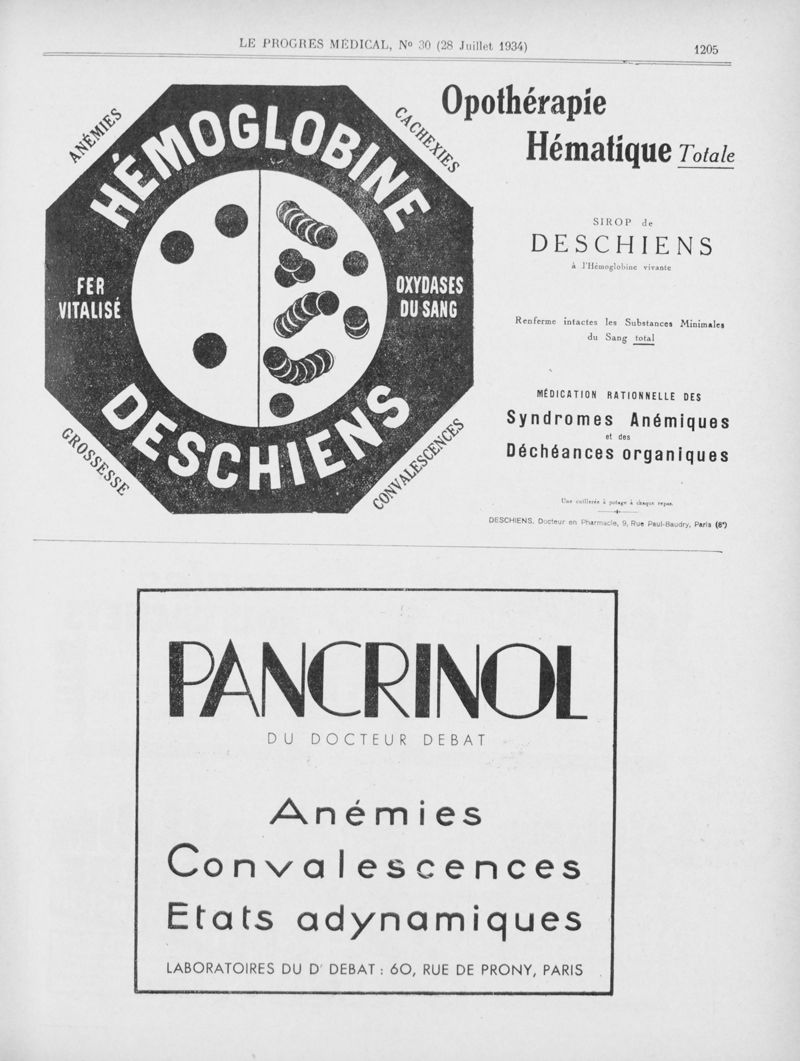 LE PROGRES MÉDICAL, Nº 30 (28 Juillet 1934)
1205
ANÉMIES
CACHEXIES
HÉMOGLOBINE
FER
VITALISÉ
OXYDASES
DU SANG
DESCHIENS
GROSSESSE
CONVALESCENCES
Opothérapie
Hématique Totale
SIROP de
DESCHIENS
à l'Hémoglobine vivante
Renferme intactes les Substances Minimales
du Sang total
MÉDICATION RATIONNELLE DES
Syndromes Anémiques
et des
Déchéances organiques
Une cuillerée à potage à chaque repas.
DESCHIENS, Docteur en Pharmacie, 9, Rue Paul-Baudry, Paris (8e)
PANCRINOL
DU DOCTEUR DEBAT
Anémies
Convalescences
Etats adynamiques
LABORATOIRES DU Dr DEBAT : 60, RUE DE PRONY, PARIS